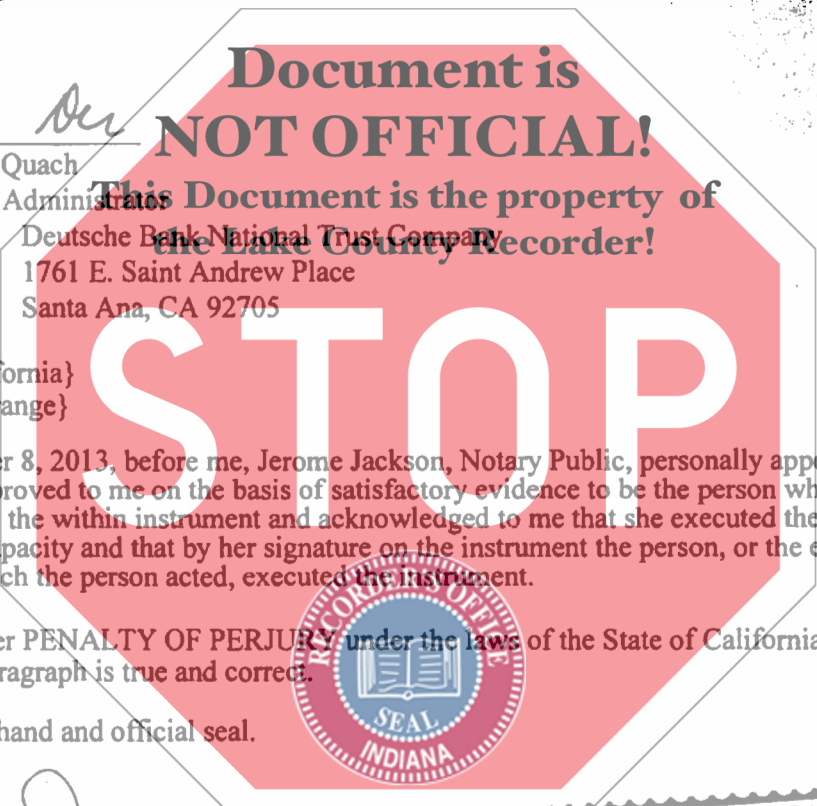 Document is
NOT OFFICIAL!
Quach
This Document is the property of
Administrator
the Lake County Recorder!
Deutsche Bank National Trust Company
1761 E. Saint Andrew Place
Santa Ana, CA 92705
STOP
fornia}
ange}
er 8, 2013, before me, Jerome Jackson, Notary Public, personally appe
proved to me on the basis of satisfactory evidence to be the person wh
the within instrument and acknowledged to me that she executed the
pacity and that by her signature on the instrument the person, or the e
ch the person acted, executed the instrument.
er PENALTY OF PERJURY under the laws of the State of California
ragraph is true and correct.
hand and official seal.
RECORDER'S OFFICE
SEAL
INDIANA